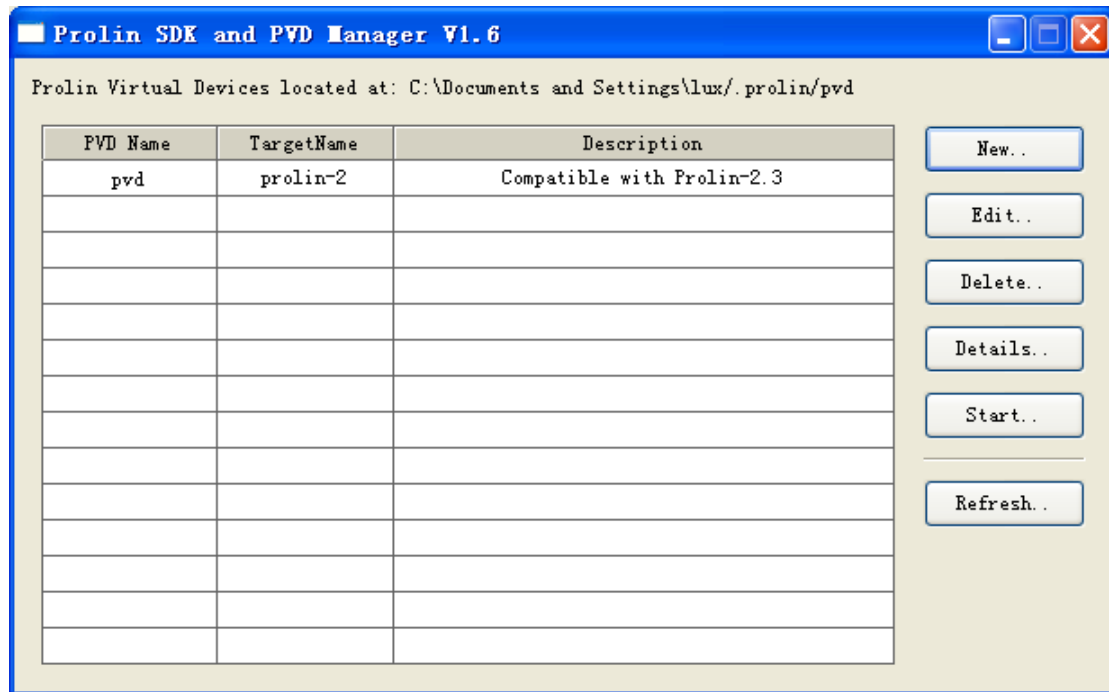 Prolin SDK and PVD Manager V1.6
Prolin Virtual Devices located at: C:\Documents and Settings\lux/.prolin/pvd
PVD Name TargetName Description
pvd prolin-2 Compatible with Prolin-2.3
New..
Edit..
Delete..
Details..
Start..
Refresh..